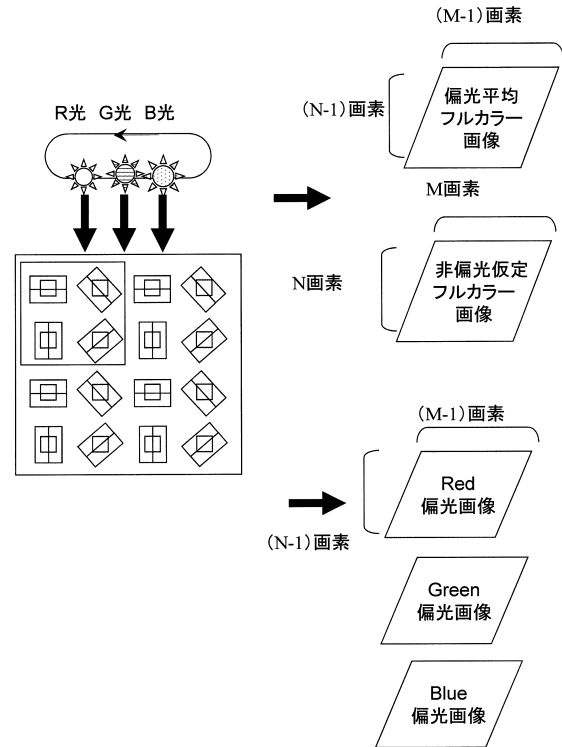 (M-1)画素
R光 G光 B光
(N-1)画素
偏光平均
フルカラー
画像
M画素
N画素
非偏光仮定
フルカラー
画像
(M-1)画素
(N-1)画素
Red
偏光画像
Green
偏光画像
Blue
偏光画像